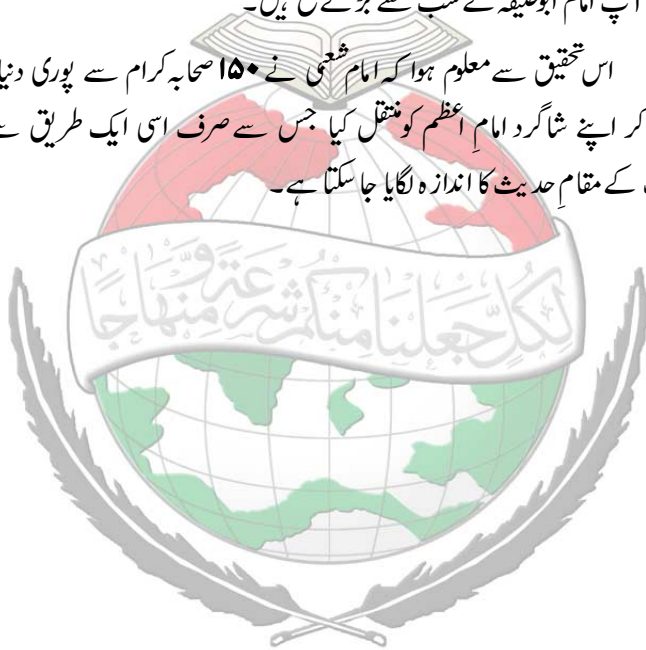 آپ امام ابوحنیفہ کے سب سے بڑے شیخ ہیں۔
اس تحقیق سے معلوم ہوا کہ امام شعبی نے ۱۵۰ صحابہ کرام سے پوری دنیا
کر اپنے شاگرد امامِ اعظم کو منتقل کیا جس سے صرف اسی ایک طریق سے
کے مقامِ حدیث کا اندازہ لگایا جا سکتا ہے۔
لِكُلٍّ جَعَلْنَا مِنكُمْ شِرْعَةً وَّمِنْهَاجًا